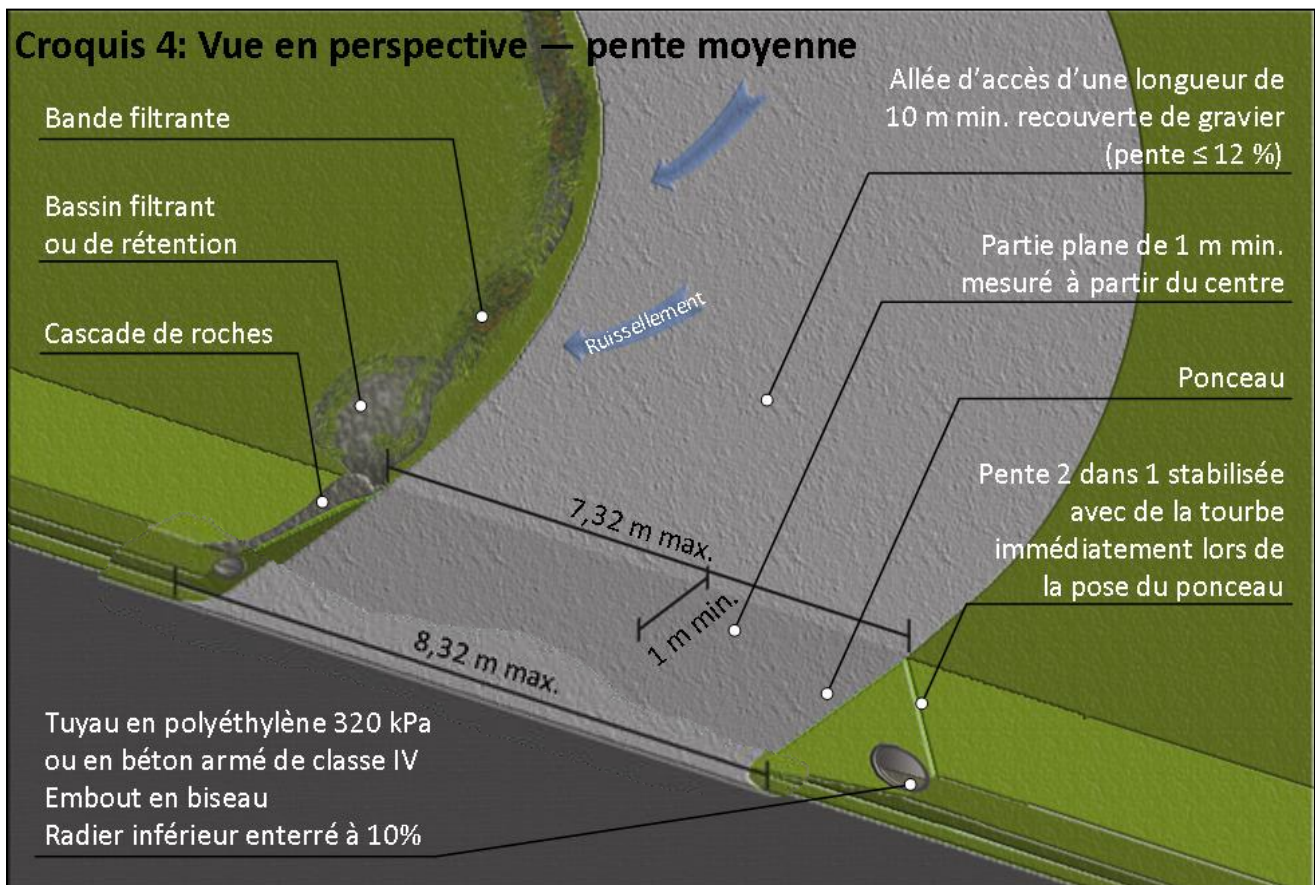 Croquis 4: Vue en perspective — pente moyenne
Bande filtrante
Bassin filtrant
ou de rétention
Cascade de roches
Allée d'accès d'une longueur de
10 m min. recouverte de gravier
(pente ≤ 12 %)
Partie plane de 1 m min.
mesuré à partir du centre
Ponceau
Pente 2 dans 1 stabilisée
avec de la tourbe
immédiatement lors de
la pose du ponceau
Ruissellement
7,32 m max.
1 m min.
8,32 m max.
Tuyau en polyéthylène 320 kPa
ou en béton armé de classe IV
Embout en biseau
Radier inférieur enterré à 10%